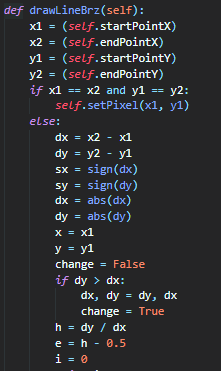 def drawLineBrz(self):
x1 = (self.startPointX)
x2 = (self.endPointX)
y1 = (self.startPointY)
y2 = (self.endPointY)
if x1 == x2 and y1 == y2:
self.setPixel(x1, y1)
else:
dx = x2 - x1
dy = y2 - y1
sx = sign(dx)
sy = sign(dy)
dx = abs(dx)
dy = abs(dy)
x = x1
y = y1
change = False
if dy > dx:
dx, dy = dy, dx
change = True
h = dy / dx
e = h - 0.5
i = 0